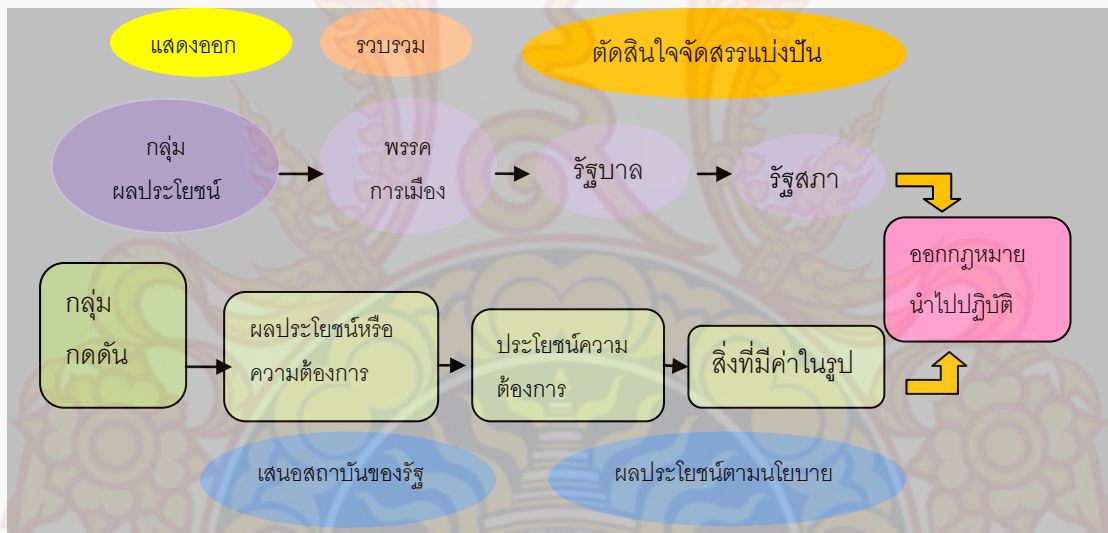 แสดงออก
รวบรวม
ตัดสินใจจัดสรรแบ่งปัน
กลุ่ม
ผลประโยชน์
พรรค
การเมือง
รัฐบาล
รัฐสภา
ออกกฎหมาย
นำไปปฏิบัติ
กลุ่ม
กดดัน
ผลประโยชน์หรือ
ความต้องการ
ประโยชน์ความ
ต้องการ
สิ่งที่มีค่าในรูป
เสนอสถาบันของรัฐ
ผลประโยชน์ตามนโยบาย